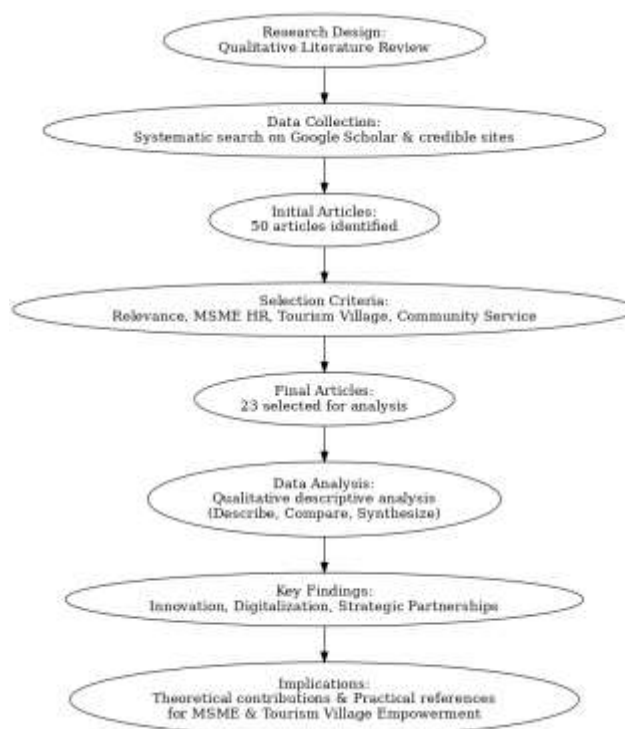 Research Design:
Qualitative Literature Review
Data Collection:
Systematic search on Google Scholar & credible sites
Initial Articles:
50 articles identified
Selection Criteria:
Relevance, MSME HR, Tourism Village, Community Service
Final Articles:
23 selected for analysis
Data Analysis:
Qualitative descriptive analysis
(Describe, Compare, Synthesize)
Key Findings:
Innovation, Digitalization, Strategic Partnerships
Implications:
Theoretical contributions & Practical references
for MSME & Tourism Village Empowerment